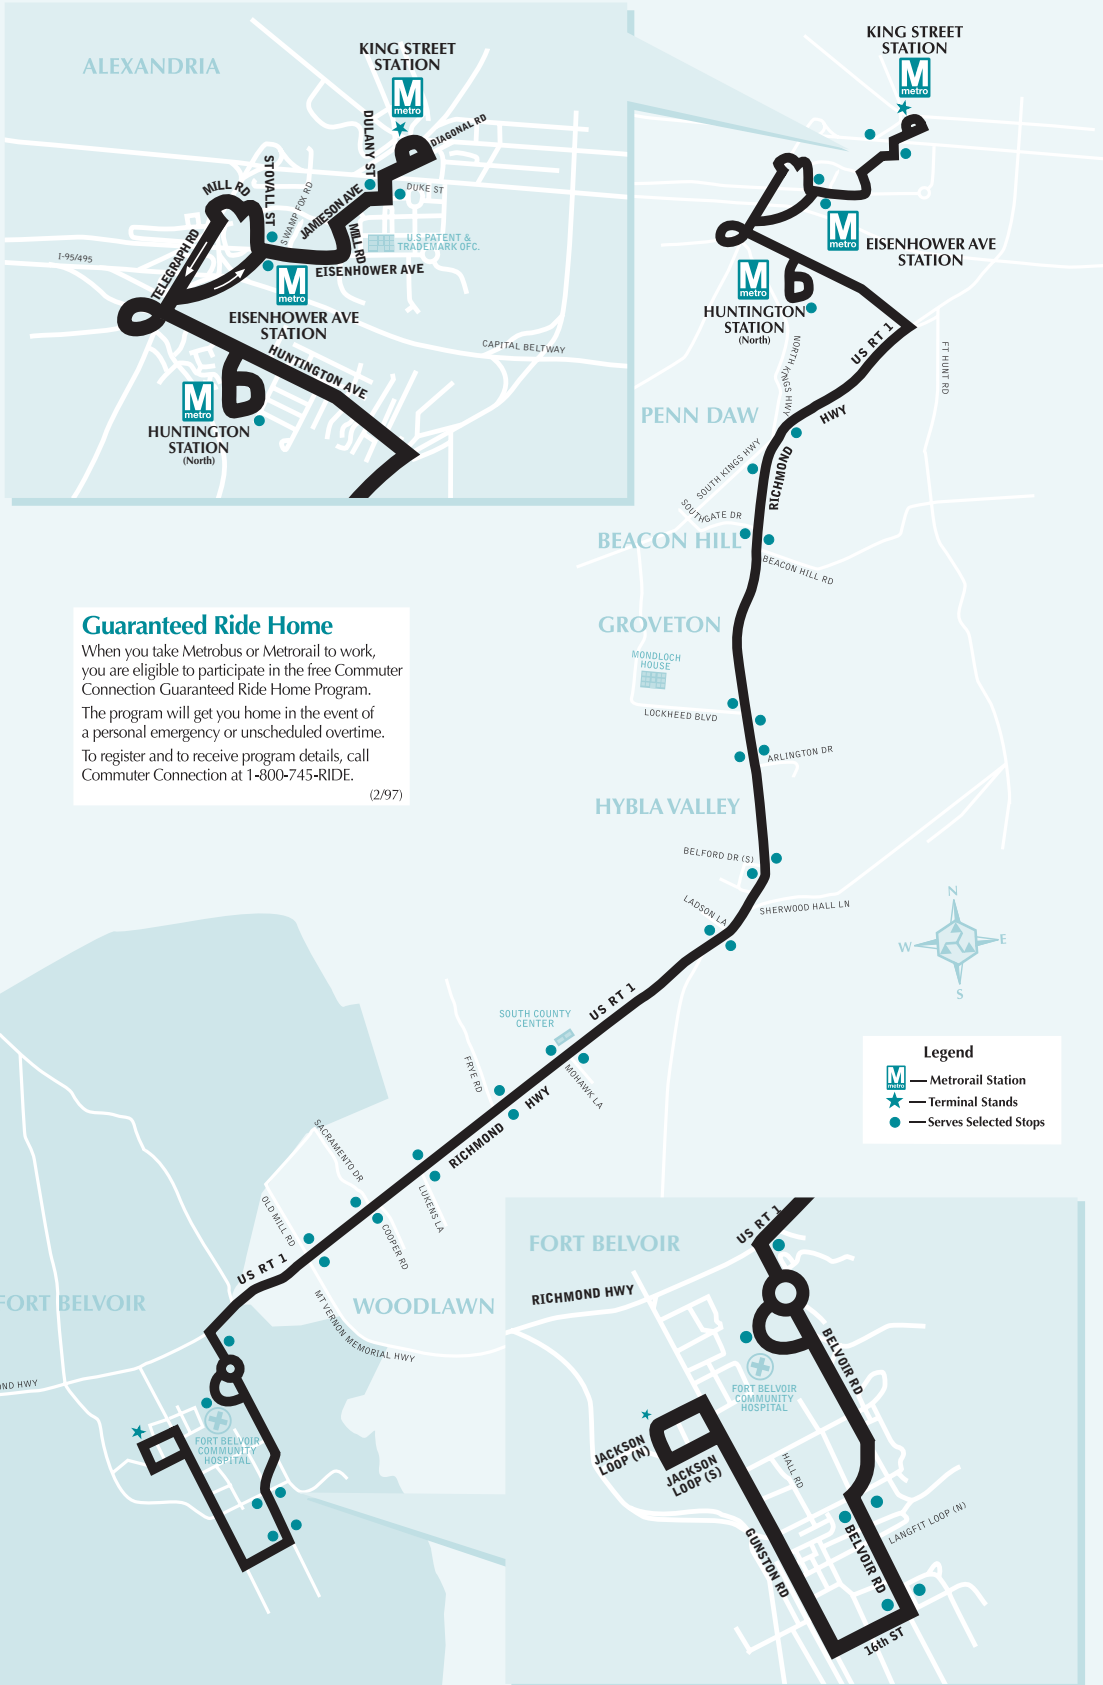 ALEXANDRIA
KING STREET
STATION
M
metro
DULANY ST
DIAGONAL RD
STOVALL ST
MILL RD
SWAMP FOX RD
JAMIESON AVE
DUKE ST
MILL RD
U.S PATENT &
TRADEMARK OFC.
TELEGRAPH RD
I-95/495
EISENHOWER AVE
M
metro
EISENHOWER AVE
STATION
CAPITAL BELTWAY
HUNTINGTON AVE
M
metro
HUNTINGTON
STATION
(North)
KING STREET
STATION
M
metro
M
metro
EISENHOWER AVE
STATION
M
metro
HUNTINGTON
STATION
(North)
US RT 1
NORTH KINGS HWY
FT HUNT RD
PENN DAW
HWY
RICHMOND
SOUTH KINGS HWY
SOUTHGATE DR
BEACON HILL
BEACON HILL RD
GROVETON
MONDLOCH
HOUSE
LOCKHEED BLVD
ARLINGTON DR
HYBLA VALLEY
BELFORD DR (S)
LADSON LA
SHERWOOD HALL LN
Guaranteed Ride Home
When you take Metrobus or Metrorail to work,
you are eligible to participate in the free Commuter
Connection Guaranteed Ride Home Program.
The program will get you home in the event of
a personal emergency or unscheduled overtime.
To register and to receive program details, call
Commuter Connection at 1-800-745-RIDE.
(2/97)
N
W
E
S
US RT 1
SOUTH COUNTY
CENTER
FRYE RD
MOHAWK LA
HWY
RICHMOND
Legend
M
metro
Metrorail Station
Terminal Stands
Serves Selected Stops
SACRAMENTO DR
LUKENS LA
OLD MILL RD
COOPER RD
US RT 1
FORT BELVOIR
WOODLAWN
MT VERNON MEMORIAL HWY
OND HWY
FORT BELVOIR
COMMUNITY
HOSPITAL
US RT 1
FORT BELVOIR
RICHMOND HWY
BELVOIR RD
FORT BELVOIR
COMMUNITY
HOSPITAL
JACKSON
LOOP (N)
JACKSON
LOOP (S)
HALL RD
LANGFIT LOOP (N)
GUNSTON RD
BELVOIR RD
16th ST